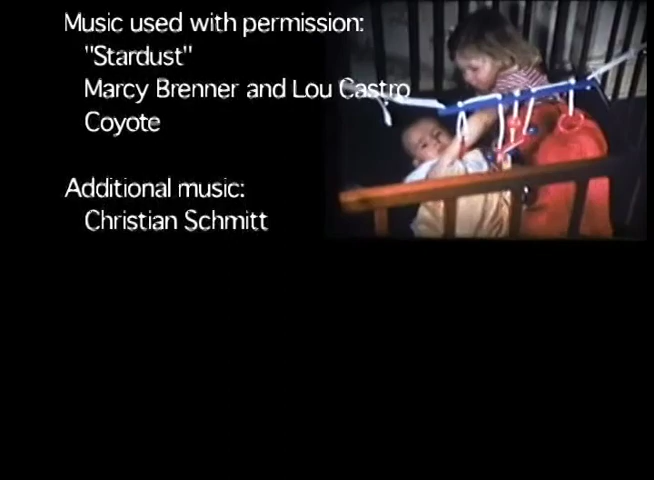 Music used with permission:
"Stardust"
Marcy Brenner and Lou Castro
Coyote
Additional music:
Christian Schmitt